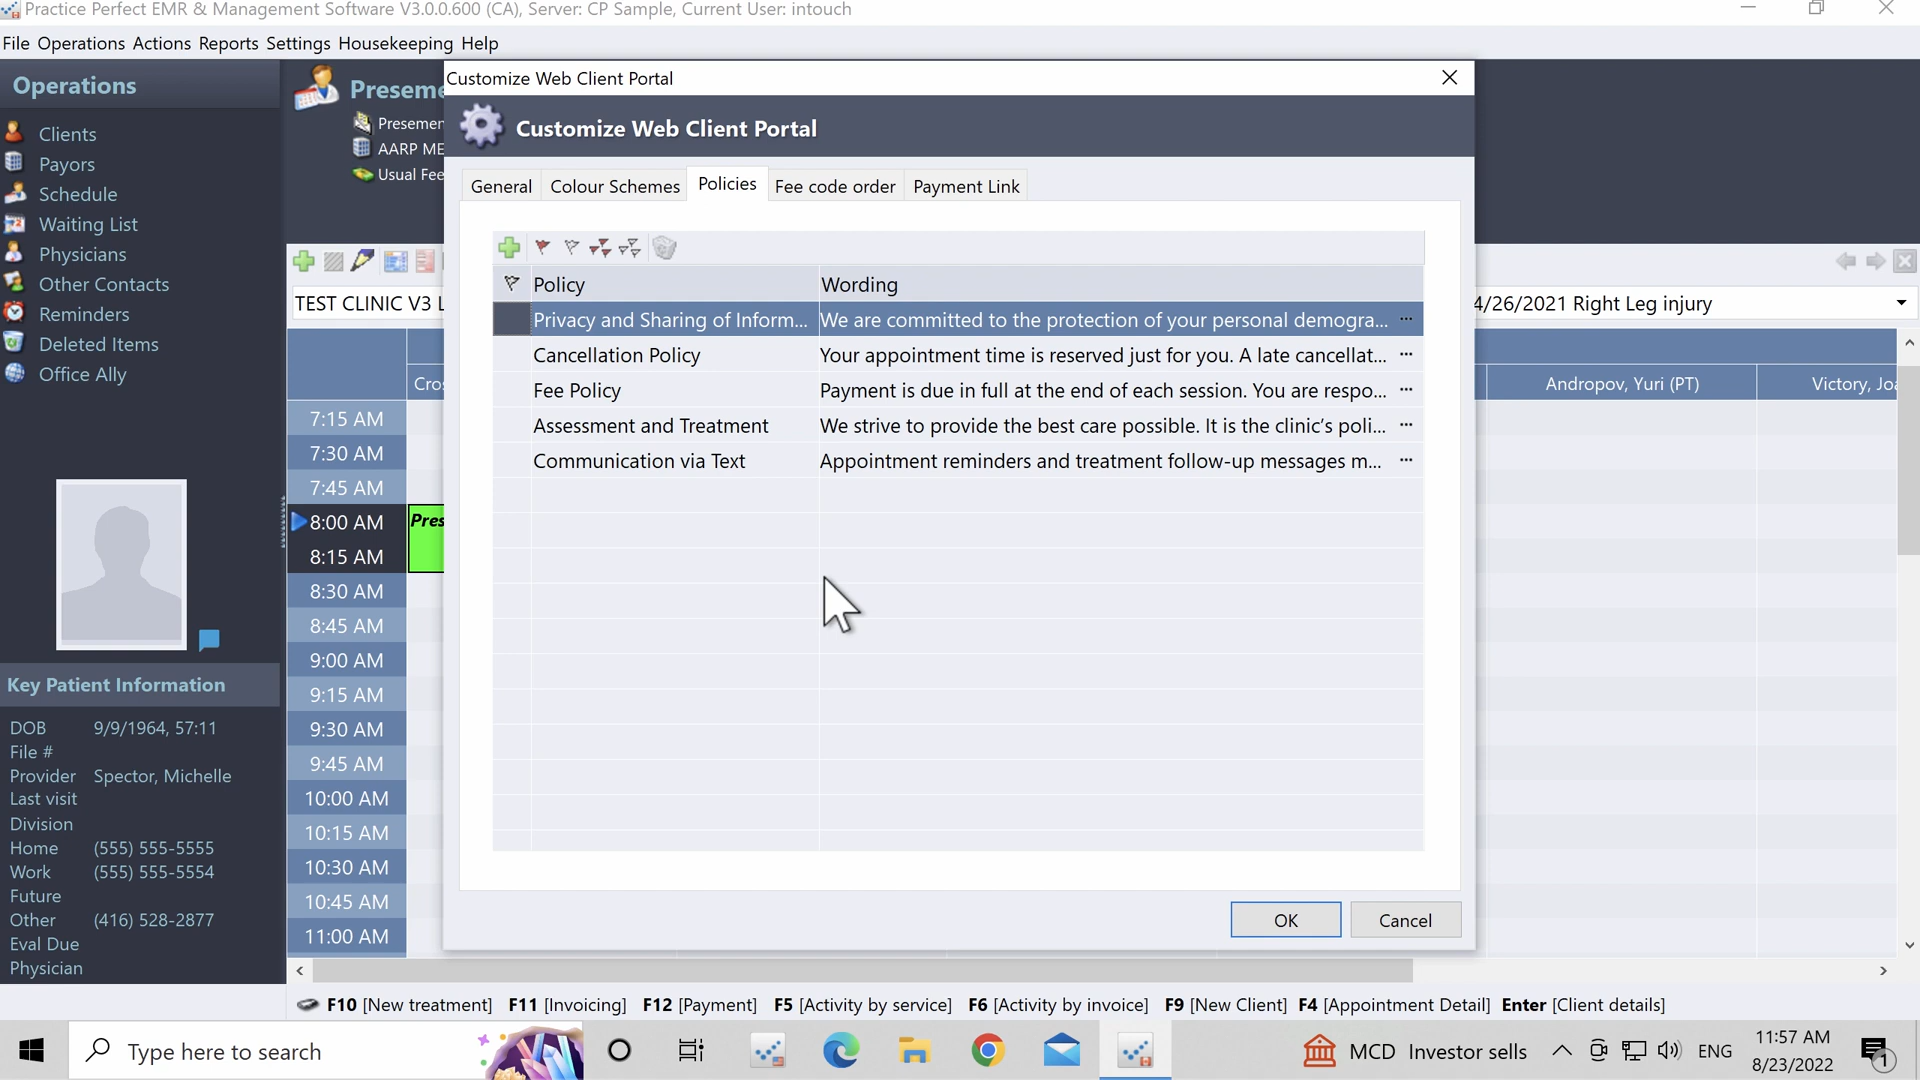 Practice Perfect EMR & Management Software V3.0.0.600 (CA), Server: CP Sample, Current User: intouch
File Operations Actions Reports Settings Housekeeping Help
Operations
Clients
Payors
Schedule
Waiting List
Physicians
Other Contacts
Reminders
Deleted Items
Office Ally
Key Patient Information
DOB 9/9/1964, 57:11
File #
Provider Spector, Michelle
Last visit
Division
Home (555) 555-5555
Work (555) 555-5554
Future
Other (416) 528-2877
Eval Due
Physician
Preseme
Presemer
AARP ME
Usual Fee
TEST CLINIC V3 L
4/26/2021 Right Leg injury
Cros
Andropov, Yuri (PT)
Victory, Joa
7:15 AM
7:30 AM
7:45 AM
8:00 AM
Pres
8:15 AM
8:30 AM
8:45 AM
9:00 AM
9:15 AM
9:30 AM
9:45 AM
10:00 AM
10:15 AM
10:30 AM
10:45 AM
11:00 AM
Customize Web Client Portal
Customize Web Client Portal
General Colour Schemes Policies Fee code order Payment Link
Policy Wording
Privacy and Sharing of Inform... We are committed to the protection of your personal demogra... ...
Cancellation Policy Your appointment time is reserved just for you. A late cancellat... ...
Fee Policy Payment is due in full at the end of each session. You are respo... ...
Assessment and Treatment We strive to provide the best care possible. It is the clinic's poli... ...
Communication via Text Appointment reminders and treatment follow-up messages m... ...
OK Cancel
F10 [New treatment] F11 [Invoicing] F12 [Payment] F5 [Activity by service] F6 [Activity by invoice] F9 [New Client] F4 [Appointment Detail] Enter [Client details]
Type here to search
MCD Investor sells
ENG
11:57 AM
8/23/2022
1